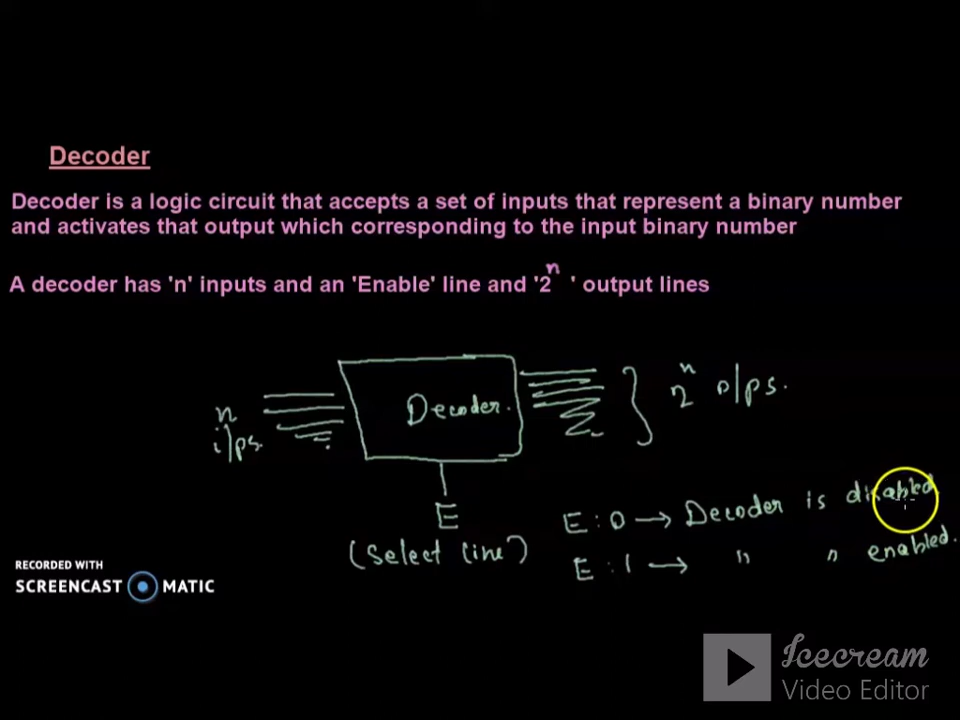 Decoder
Decoder is a logic circuit that accepts a set of inputs that represent a binary number
and activates that output which corresponding to the input binary number
A decoder has 'n' inputs and an 'Enable' line and '2^n ' output lines
n
i/ps.
Decoder.
2^n o/ps.
E
(Select line)
E : 0 → Decoder is disabled
E : 1 → " " enabled.
RECORDED WITH
SCREENCAST MATIC
Icecream
Video Editor